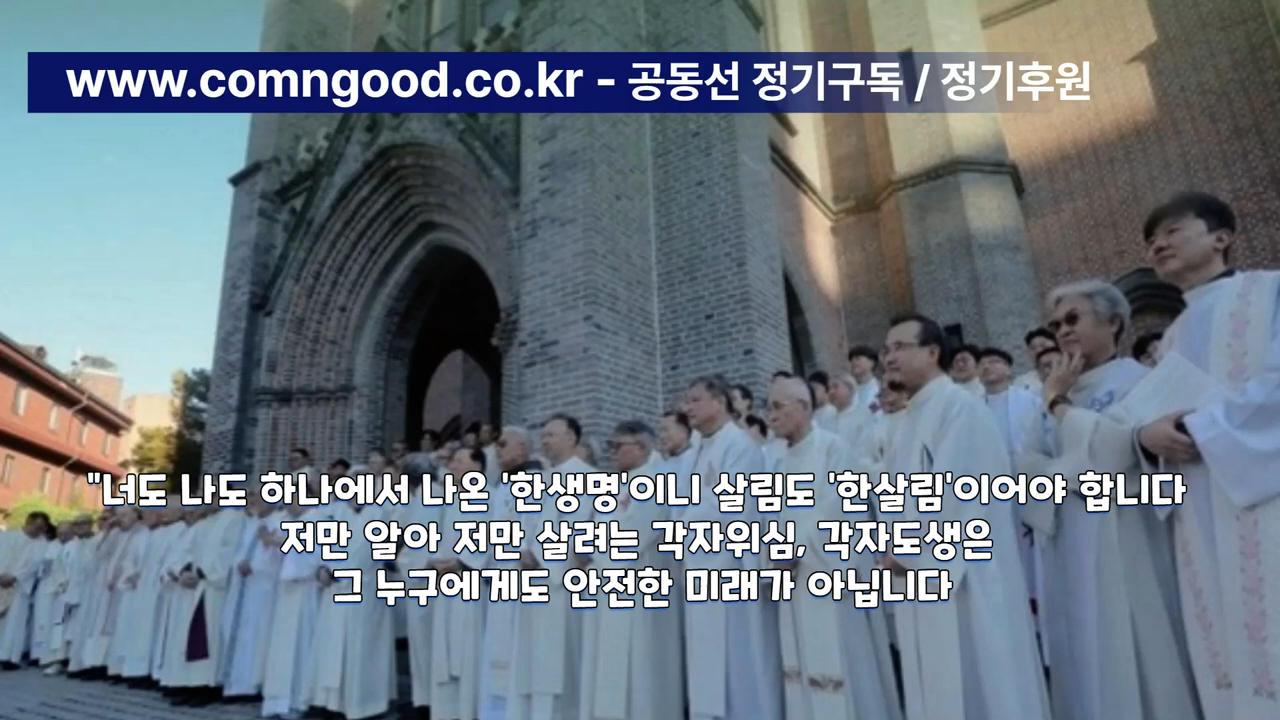 www.comngood.co.kr - 공동선 정기구독 / 정기후원
"너도 나도 하나에서 나온 '한생명'이니 살림도 '한살림'이어야 합니다
저만 알아 저만 살려는 각자위심, 각자도생은
그 누구에게도 안전한 미래가 아닙니다